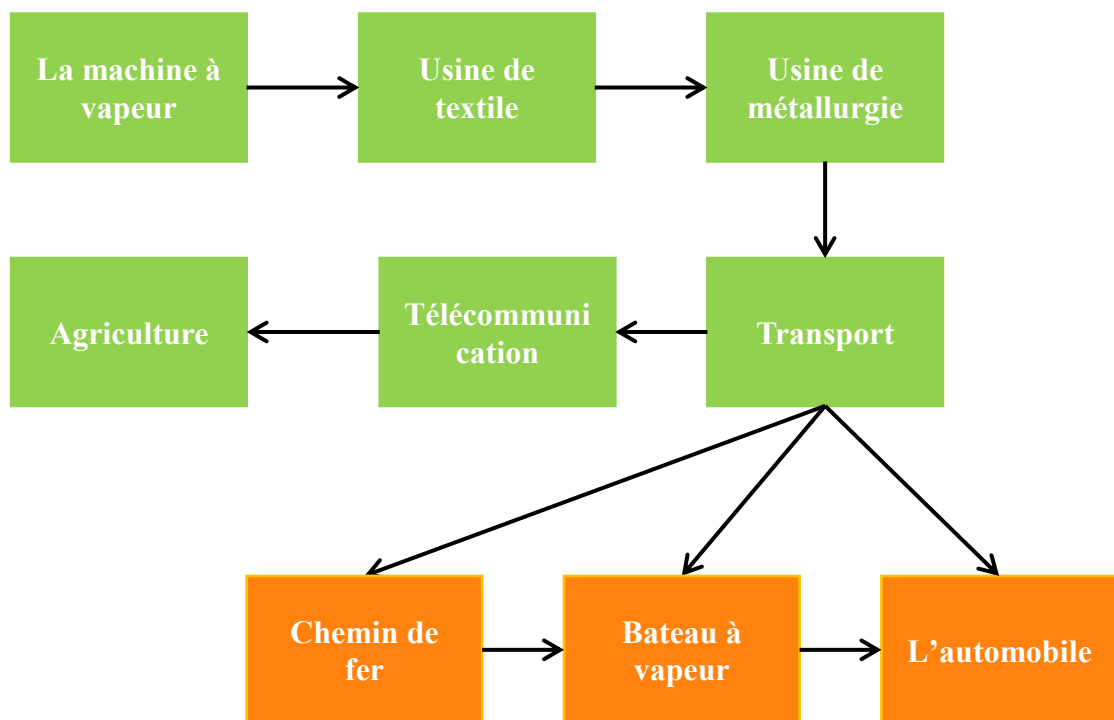 La machine à
vapeur
Usine de
textile
Usine de
métallurgie
Agriculture
Télécommuni
cation
Transport
Chemin de
fer
Bateau à
vapeur
L’automobile